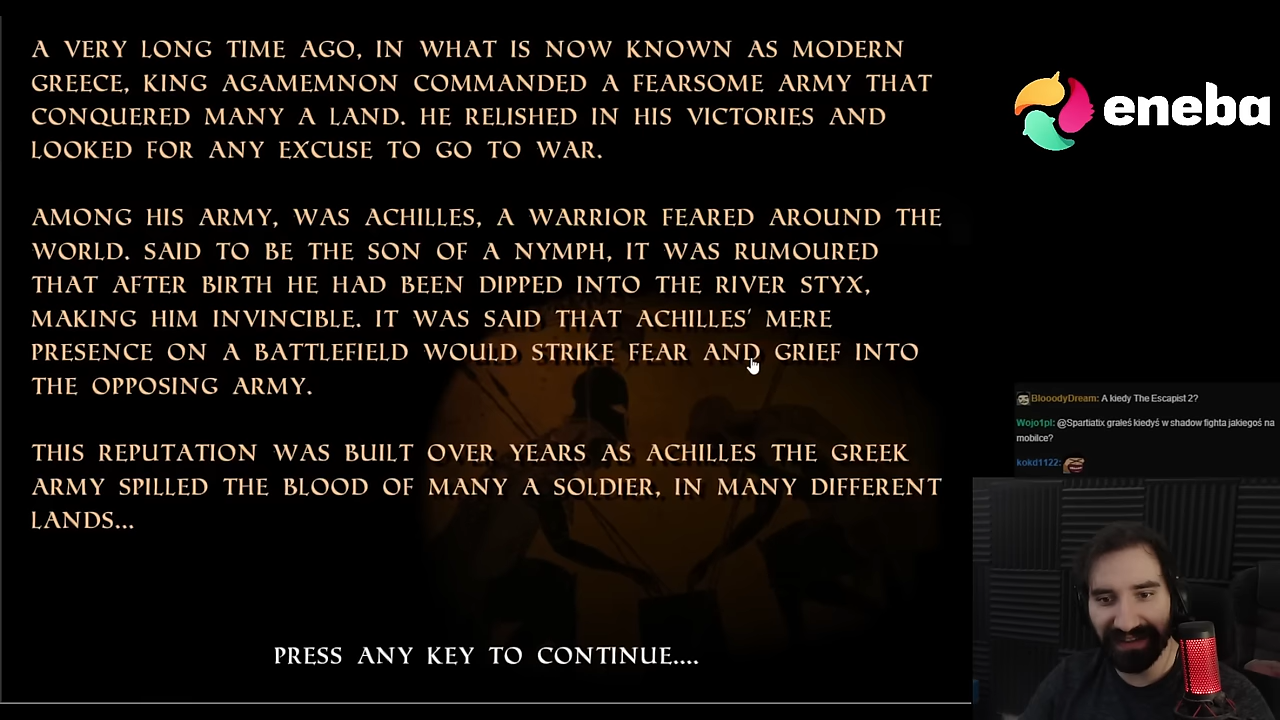 A VERY LONG TIME AGO, IN WHAT IS NOW KNOWN AS MODERN
GREECE, KING AGAMEMNON COMMANDED A FEARSOME ARMY THAT
CONQUERED MANY A LAND. HE RELISHED IN HIS VICTORIES AND
LOOKED FOR ANY EXCUSE TO GO TO WAR.
AMONG HIS ARMY, WAS ACHILLES, A WARRIOR FEARED AROUND THE
WORLD. SAID TO BE THE SON OF A NYMPH, IT WAS RUMOURED
THAT AFTER BIRTH HE HAD BEEN DIPPED INTO THE RIVER STYX,
MAKING HIM INVINCIBLE. IT WAS SAID THAT ACHILLES' MERE
PRESENCE ON A BATTLEFIELD WOULD STRIKE FEAR AND GRIEF INTO
THE OPPOSING ARMY.
THIS REPUTATION WAS BUILT OVER YEARS AS ACHILLES THE GREEK
ARMY SPILLED THE BLOOD OF MANY A SOLDIER, IN MANY DIFFERENT
LANDS...
PRESS ANY KEY TO CONTINUE....
eneba
BlooodyDream: A kiedy The Escapist 2?
Wojo1pl: @Spartiatix grałeś kiedyś w shadow fighta jakiegoś na
mobilce?
kokd1122: